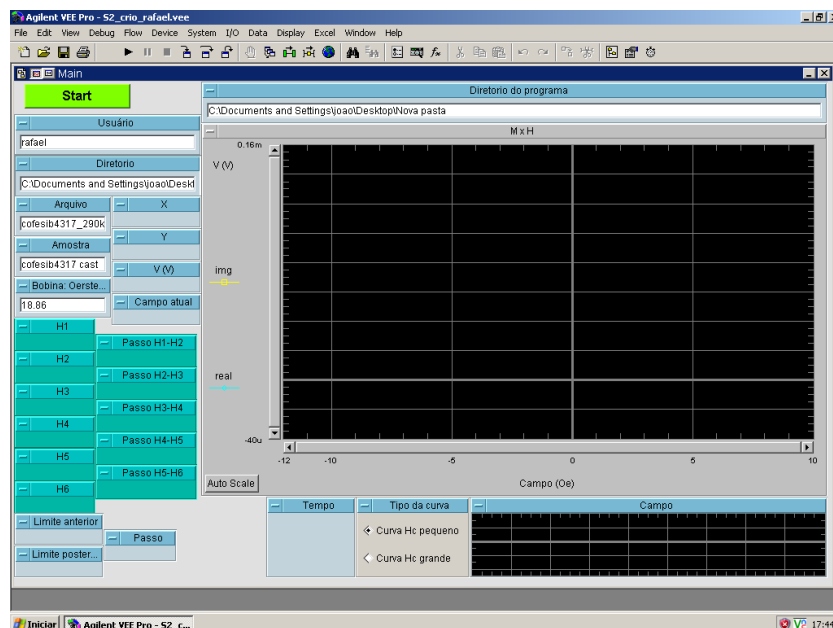 Agilent VEE Pro - S2_crio_rafael.vee
File Edit View Debug Flow Device System I/O Data Display Excel Window Help
Main
Start
Usuário
rafael
Diretorio
C:\Documents and Settings\joao\Deskt
Arquivo
cofesib4317_290k
Amostra
cofesib4317 cast
Bobina: Oerste...
18.86
X
Y
V (V)
Campo atual
H1
Passo H1-H2
H2
Passo H2-H3
H3
Passo H3-H4
H4
Passo H4-H5
H5
Passo H5-H6
H6
Limite anterior
Passo
Limite poster...
Diretorio do programa
C:\Documents and Settings\joao\Desktop\Nova pasta
M x H
0.16m
V (V)
img
real
-40u
-12 -10 -5 0 5 10
Auto Scale
Campo (Oe)
Tempo
Tipo da curva
Curva Hc pequeno
Curva Hc grande
Campo
Iniciar
Agilent VEE Pro - S2_c...
17:44